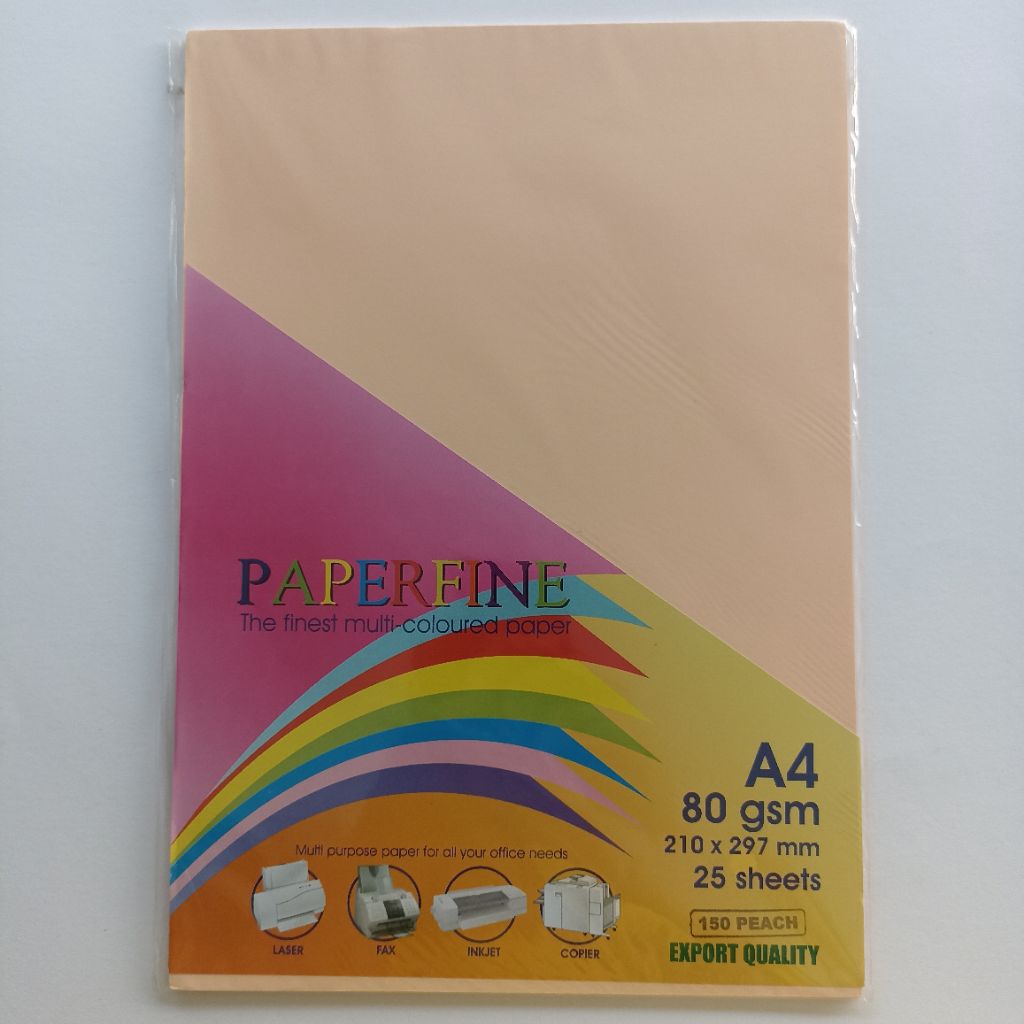 PAPERFINE
The finest multi-coloured paper
A4
80 gsm
210 x 297 mm
25 sheets
Multi purpose paper for all your office needs
LASER
FAX
INKJET
COPIER
150 PEACH
EXPORT QUALITY